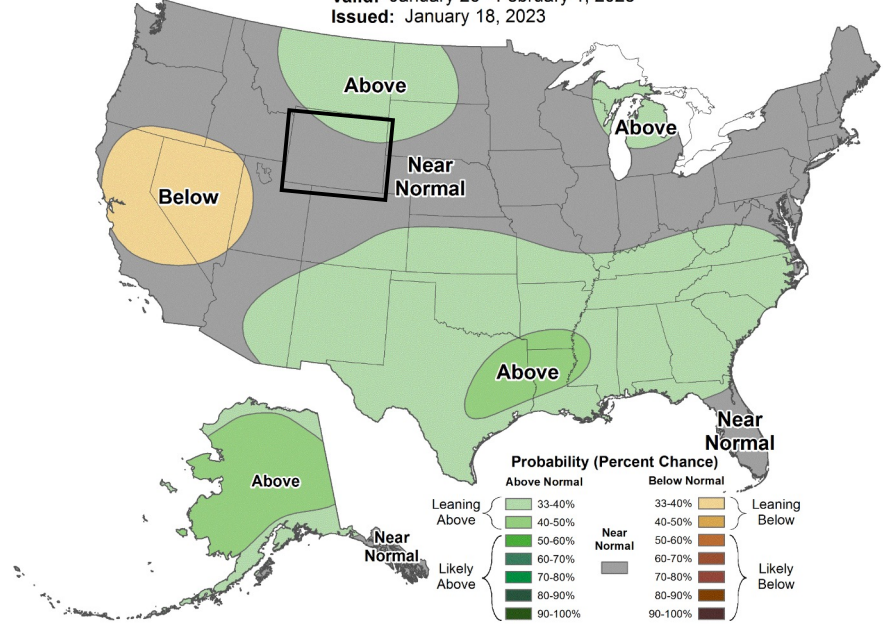 Issued: January 18, 2023
Above
Above
Near
Normal
Below
Above
Near
Normal
Above
Near
Normal
Probability (Percent Chance)
Above Normal
Below Normal
Leaning
Above
33-40%
40-50%
Likely
Above
50-60%
60-70%
70-80%
80-90%
90-100%
Near
Normal
33-40%
40-50%
Leaning
Below
50-60%
60-70%
70-80%
80-90%
90-100%
Likely
Below